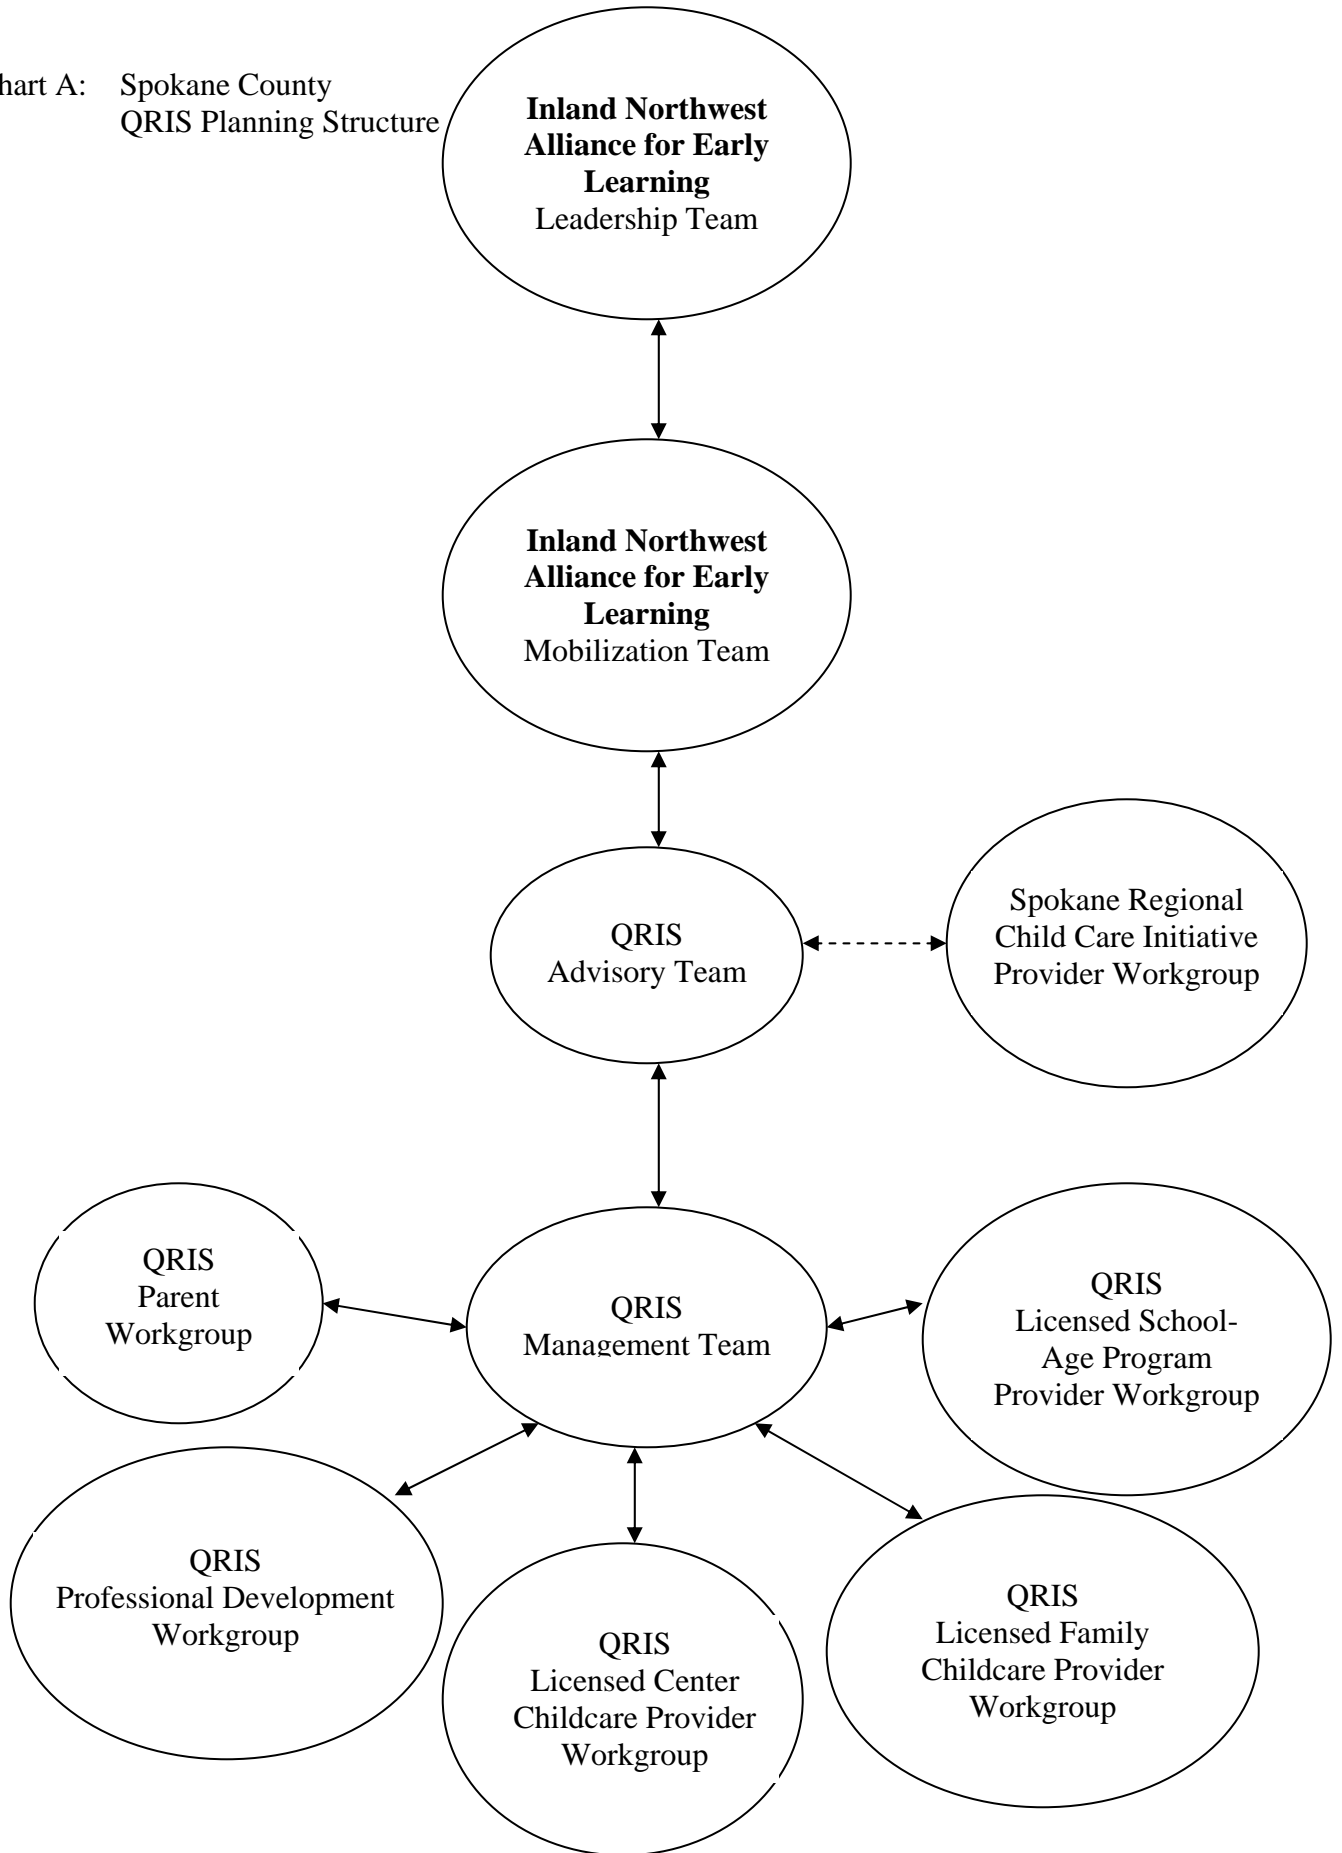 hart A: Spokane County
QRIS Planning Structure
Inland Northwest
Alliance for Early
Learning
Leadership Team
Inland Northwest
Alliance for Early
Learning
Mobilization Team
QRIS
Advisory Team
Spokane Regional
Child Care Initiative
Provider Workgroup
QRIS
Parent
Workgroup
QRIS
Management Team
QRIS
Licensed School-
Age Program
Provider Workgroup
QRIS
Professional Development
Workgroup
QRIS
Licensed Center
Childcare Provider
Workgroup
QRIS
Licensed Family
Childcare Provider
Workgroup